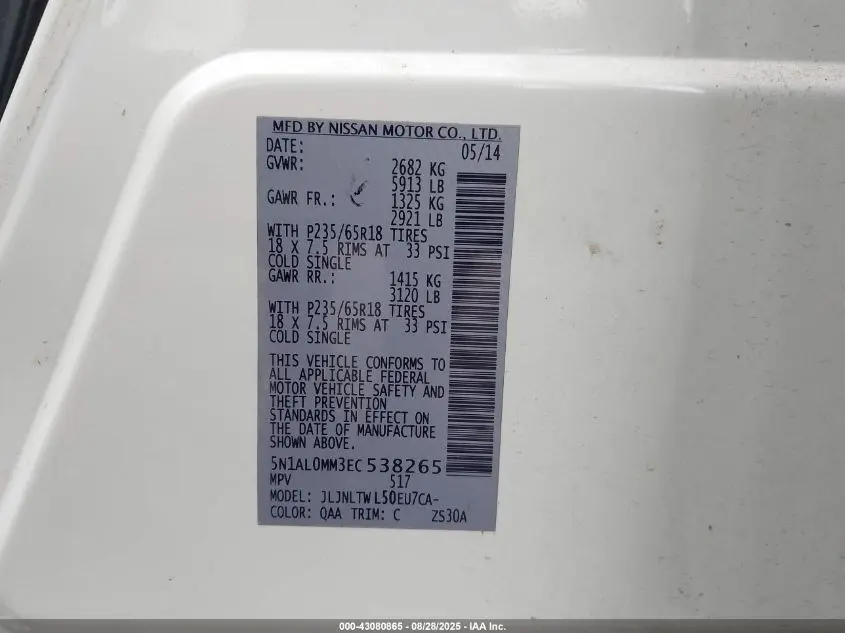 MFD BY NISSAN MOTOR CO., LTD.
DATE: 05/14
GVWR: 2682 KG
5913 LB
GAWR FR.: 1325 KG
2921 LB
WITH P235/65R18 TIRES
18 X 7.5 RIMS AT 33 PSI
COLD SINGLE
GAWR RR.: 1415 KG
3120 LB
WITH P235/65R18 TIRES
18 X 7.5 RIMS AT 33 PSI
COLD SINGLE
THIS VEHICLE CONFORMS TO
ALL APPLICABLE FEDERAL
MOTOR VEHICLE SAFETY AND
THEFT PREVENTION
STANDARDS IN EFFECT ON
THE DATE OF MANUFACTURE
SHOWN ABOVE.
5N1AL0MM3EC538265
MPV 517
MODEL: JLJNLTWL50EU7CA-
COLOR: QAA TRIM: C ZS30A
000-43080865 - 08/28/2025 - IAA Inc.